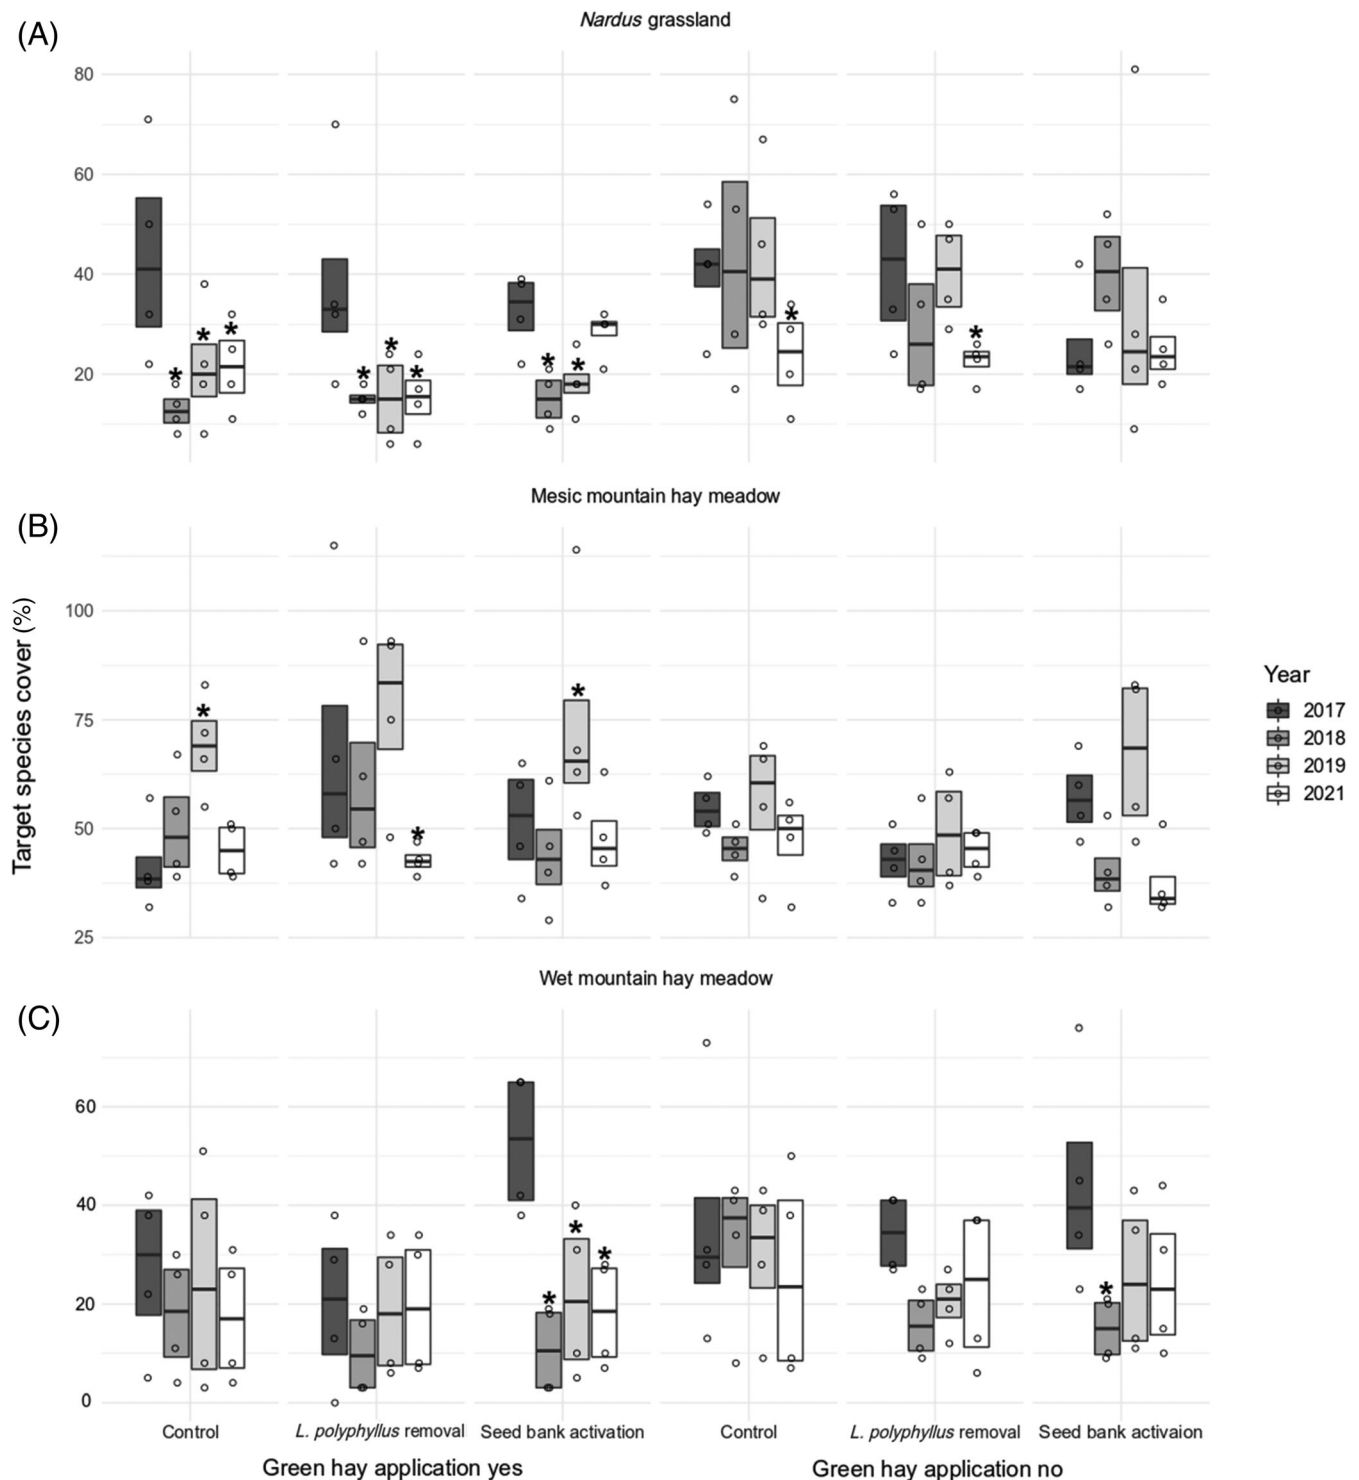 (A)
Nardus grassland
80
60
40
20
(B)
Mesic mountain hay meadow
Target species cover (%)
100
75
50
25
Year
2017
2018
2019
2021
(C)
Wet mountain hay meadow
60
40
20
0
Control L. polyphyllus removal Seed bank activation Control L. polyphyllus removal Seed bank activaion
Green hay application yes Green hay application no